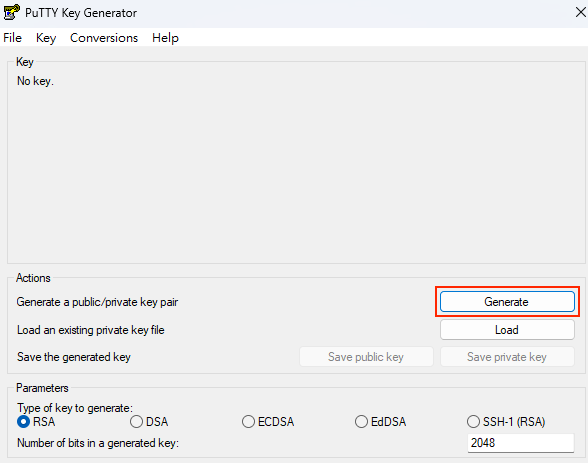 PuTTY Key Generator
File Key Conversions Help
Key
No key.
Actions
Generate a public/private key pair Generate
Load an existing private key file Load
Save the generated key Save public key Save private key
Parameters
Type of key to generate:
RSA DSA ECDSA EdDSA SSH-1 (RSA)
Number of bits in a generated key: 2048